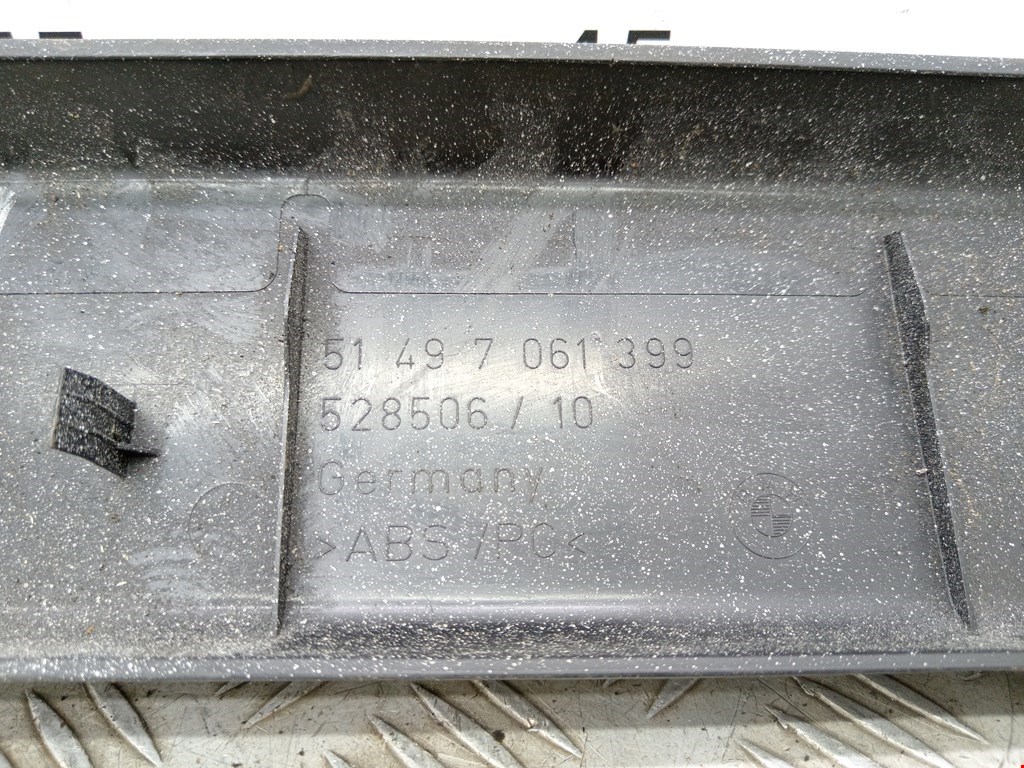 51 49 7 061 399
528506 / 10
Germany
>ABS /PC<